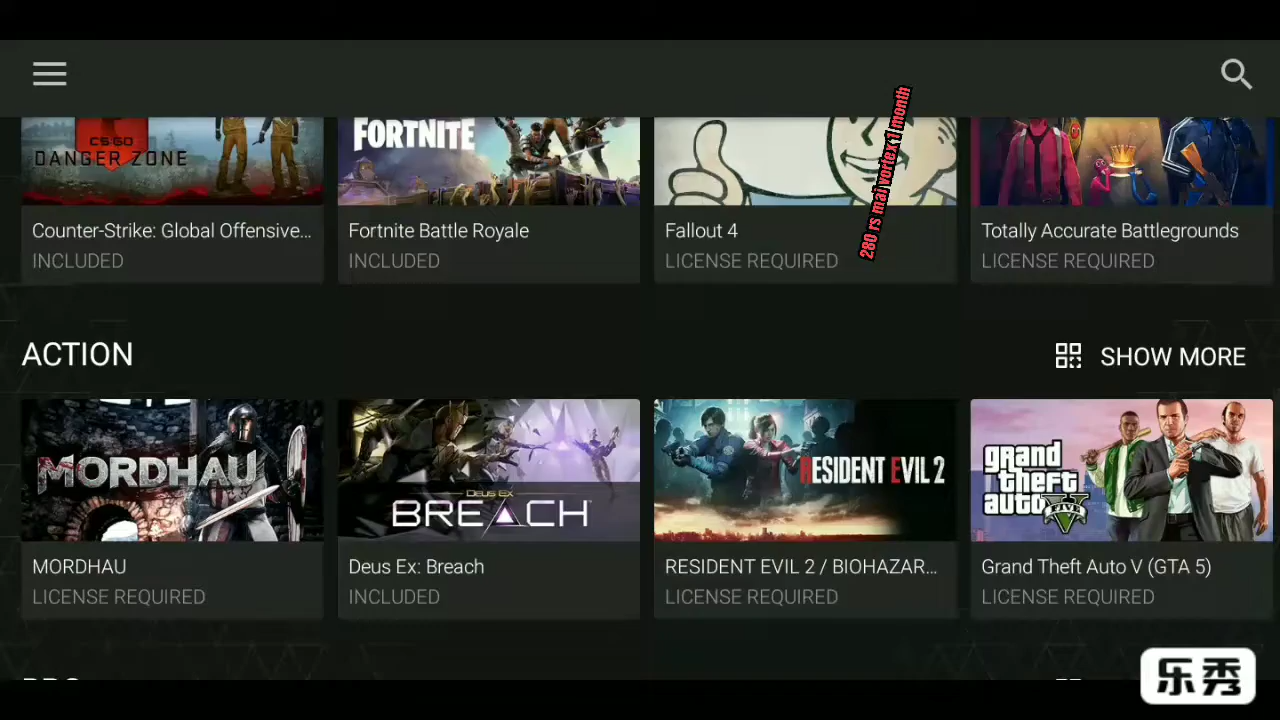 CS:GO
DANGER ZONE
FORTNITE
280 rs mai vortex 1 month
Counter-Strike: Global Offensive...
Fortnite Battle Royale
Fallout 4
Totally Accurate Battlegrounds
INCLUDED
INCLUDED
LICENSE REQUIRED
LICENSE REQUIRED
ACTION
SHOW MORE
MORDHAU
DEUS EX
BREACH
RESIDENT EVIL 2
grand
theft
auto
FIVE
MORDHAU
Deus Ex: Breach
RESIDENT EVIL 2 / BIOHAZAR...
Grand Theft Auto V (GTA 5)
LICENSE REQUIRED
INCLUDED
LICENSE REQUIRED
LICENSE REQUIRED
乐秀